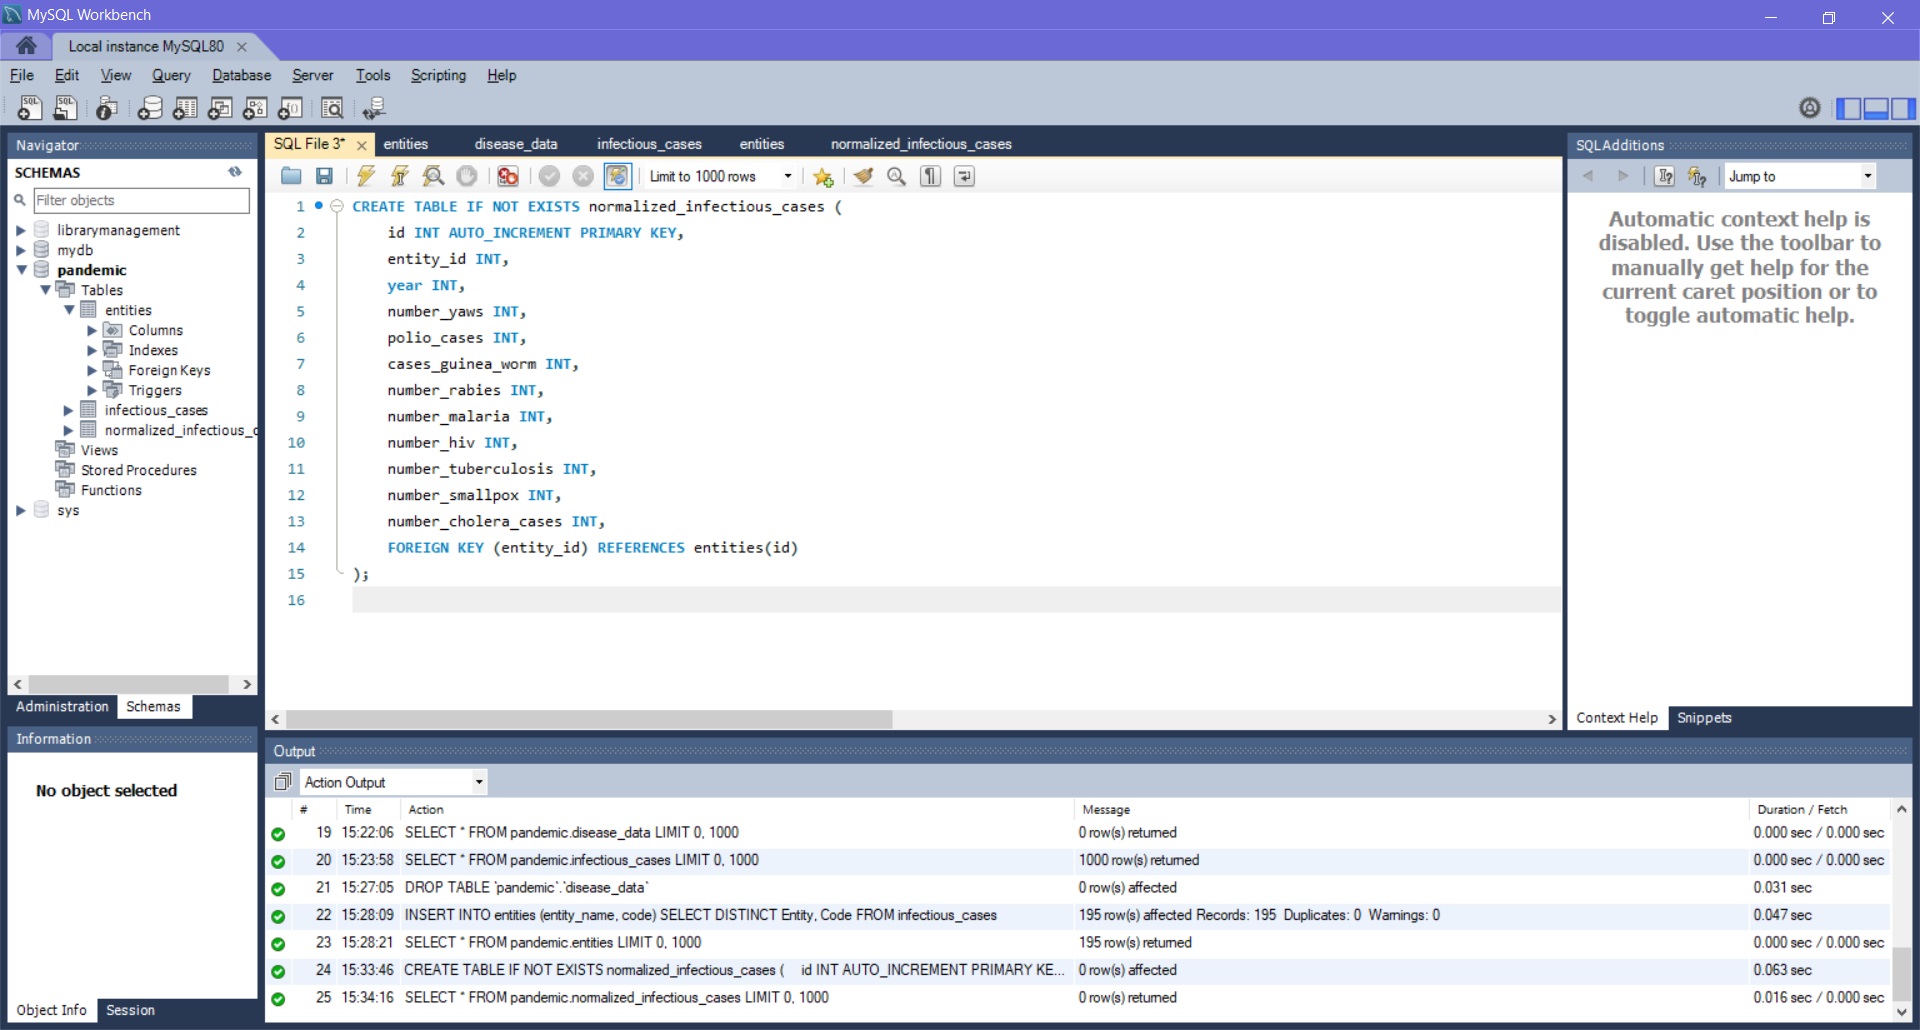 MySQL Workbench
Local instance MySQL80
File Edit View Query Database Server Tools Scripting Help
Navigator
SCHEMAS
Filter objects
librarymanagement
mydb
pandemic
Tables
entities
Columns
Indexes
Foreign Keys
Triggers
infectious_cases
normalized_infectious_c
Views
Stored Procedures
Functions
sys
Administration Schemas
Information
No object selected
Object Info Session
SQL File 3* entities disease_data infectious_cases entities normalized_infectious_cases
Limit to 1000 rows
1 CREATE TABLE IF NOT EXISTS normalized_infectious_cases (
2 id INT AUTO_INCREMENT PRIMARY KEY,
3 entity_id INT,
4 year INT,
5 number_yaws INT,
6 polio_cases INT,
7 cases_guinea_worm INT,
8 number_rabies INT,
9 number_malaria INT,
10 number_hiv INT,
11 number_tuberculosis INT,
12 number_smallpox INT,
13 number_cholera_cases INT,
14 FOREIGN KEY (entity_id) REFERENCES entities(id)
15 );
16
SQLAdditions
Jump to
Automatic context help is
disabled. Use the toolbar to
manually get help for the
current caret position or to
toggle automatic help.
Context Help Snippets
Output
Action Output
# Time Action Message Duration / Fetch
19 15:22:06 SELECT * FROM pandemic.disease_data LIMIT 0, 1000 0 row(s) returned 0.000 sec / 0.000 sec
20 15:23:58 SELECT * FROM pandemic.infectious_cases LIMIT 0, 1000 1000 row(s) returned 0.000 sec / 0.000 sec
21 15:27:05 DROP TABLE `pandemic`.`disease_data` 0 row(s) affected 0.031 sec
22 15:28:09 INSERT INTO entities (entity_name, code) SELECT DISTINCT Entity, Code FROM infectious_cases 195 row(s) affected Records: 195 Duplicates: 0 Warnings: 0 0.047 sec
23 15:28:21 SELECT * FROM pandemic.entities LIMIT 0, 1000 195 row(s) returned 0.000 sec / 0.000 sec
24 15:33:46 CREATE TABLE IF NOT EXISTS normalized_infectious_cases ( id INT AUTO_INCREMENT PRIMARY KE... 0 row(s) affected 0.063 sec
25 15:34:16 SELECT * FROM pandemic.normalized_infectious_cases LIMIT 0, 1000 0 row(s) returned 0.016 sec / 0.000 sec